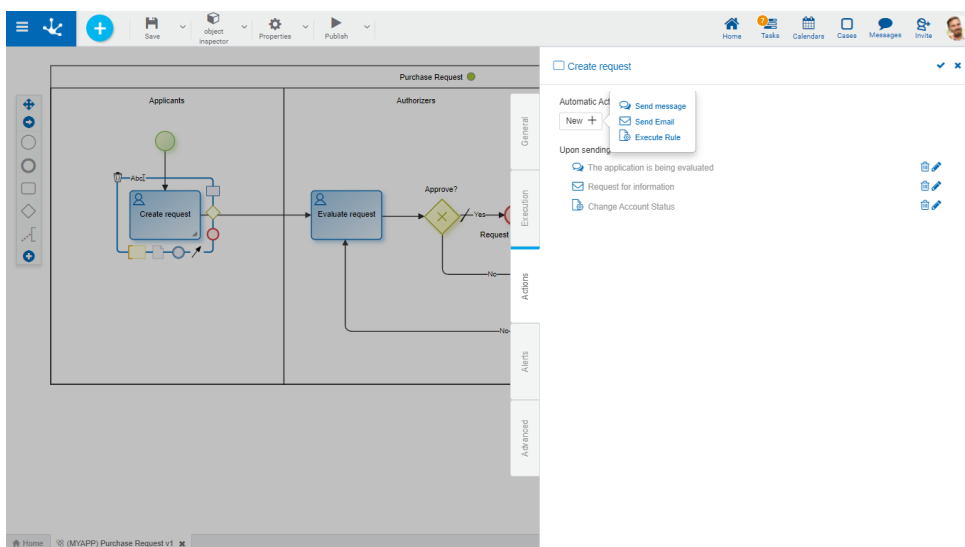 Save
object
inspector
Properties
Publish
Home
2
Tasks
Calendars
Cases
Messages
Invite
Purchase Request
Applicants
Authorizers
Abc
Create request
Evaluate request
Approve?
Yes
Request
No
No
General
Execution
Actions
Alerts
Advanced
Create request
Automatic Act
New +
Send message
Send Email
Execute Rule
Upon sending
The application is being evaluated
Request for information
Change Account Status
Home
(MYAPP) Purchase Request v1